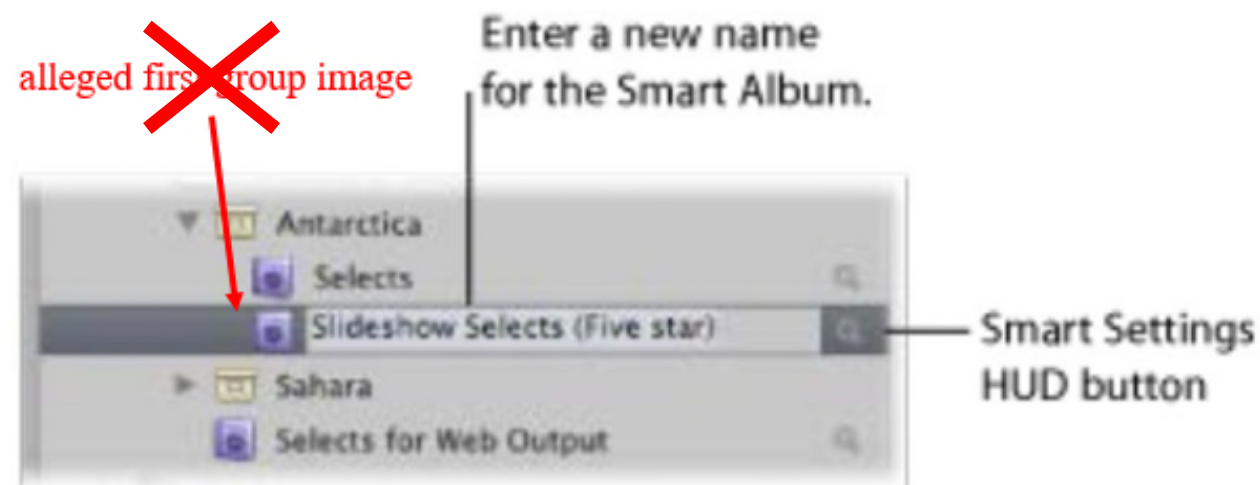 Enter a new name
for the Smart Album.
alleged first group image
Antarctica
Selects
Slideshow Selects (Five star)
Smart Settings
HUD button
Sahara
Selects for Web Output